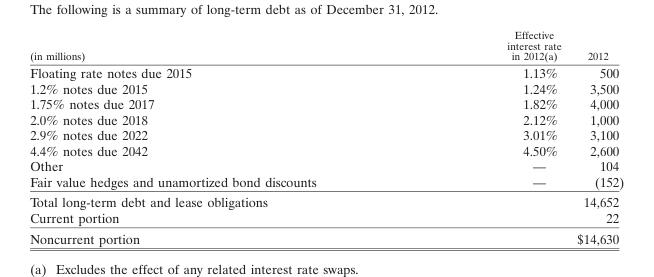 The following is a summary of long-term debt as of December 31, 2012.
Effective
interest rate
(in millions) in 2012(a) 2012
Floating rate notes due 2015 1.13% 500
1.2% notes due 2015 1.24% 3,500
1.75% notes due 2017 1.82% 4,000
2.0% notes due 2018 2.12% 1,000
2.9% notes due 2022 3.01% 3,100
4.4% notes due 2042 4.50% 2,600
Other — 104
Fair value hedges and unamortized bond discounts — (152)
Total long-term debt and lease obligations 14,652
Current portion 22
Noncurrent portion $14,630
(a) Excludes the effect of any related interest rate swaps.